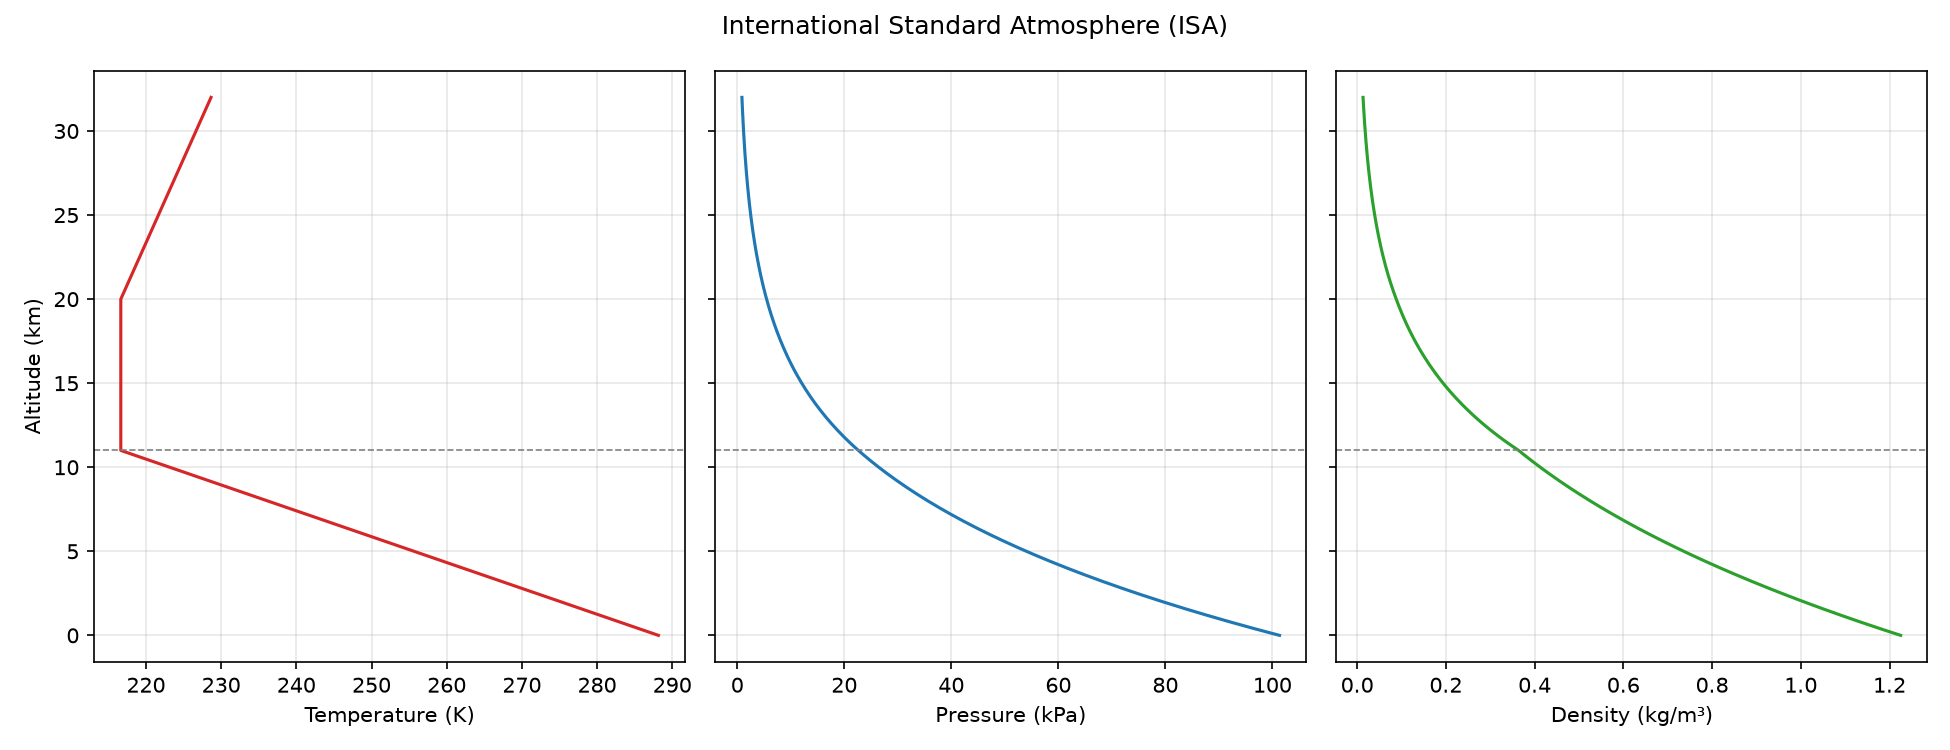 International Standard Atmosphere (ISA)
Altitude (km)
30
25
20
15
10
5
0
220 230 240 250 260 270 280 290
Temperature (K)
0 20 40 60 80 100
Pressure (kPa)
0.0 0.2 0.4 0.6 0.8 1.0 1.2
Density (kg/m³)